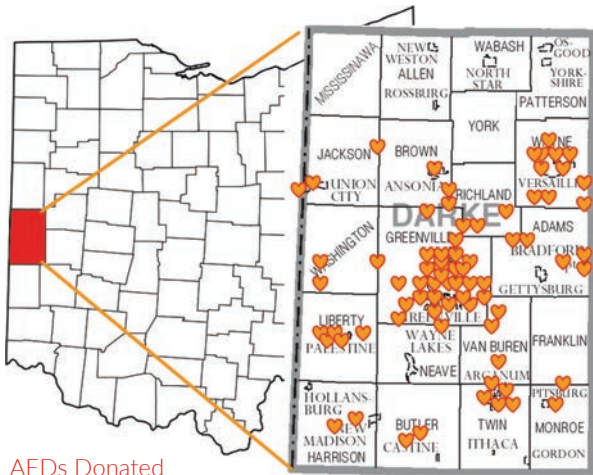 MISSISSINAWA
NEW
WESTON
ALLEN
ROSSBURG
WABASH
NORTH
STAR
OS-
GOOD
YORK-
SHIRE
PATTERSON
YORK
JACKSON
UNION
CITY
BROWN
ANSONIA
RICHLAND
WAYNE
VERSAILLES
DARKE
WASHINGTON
GREENVILLE
ADAMS
BRADFORD
GETTYSBURG
LIBERTY
PALESTINE
WAYNE
LAKES
NEAVE
VAN BUREN
ARCANUM
FRANKLIN
HOLLANS-
BURG
NEW
MADISON
HARRISON
BUTLER
CASTINE
TWIN
ITHACA
PITSBURG
MONROE
GORDON
AEDs Donated